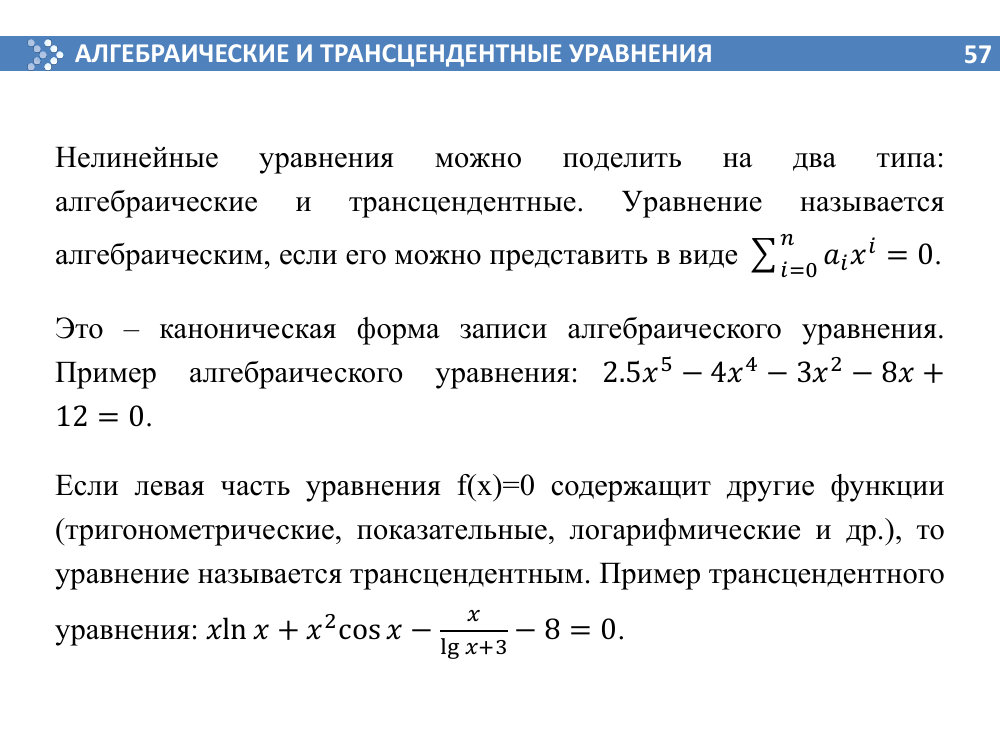 АЛГЕБРАИЧЕСКИЕ И ТРАНСЦЕНДЕНТНЫЕ УРАВНЕНИЯ 57
Нелинейные уравнения можно поделить на два типа:
алгебраические и трансцендентные. Уравнение называется
алгебраическим, если его можно представить в виде $\sum_{i=0}^{n} a_i x^i = 0$.
Это – каноническая форма записи алгебраического уравнения.
Пример алгебраического уравнения: $2.5x^5 - 4x^4 - 3x^2 - 8x +$
$12 = 0$.
Если левая часть уравнения f(x)=0 содержащит другие функции
(тригонометрические, показательные, логарифмические и др.), то
уравнение называется трансцендентным. Пример трансцендентного
уравнения: $x \ln x + x^2 \cos x - \frac{x}{\lg x+3} - 8 = 0$.